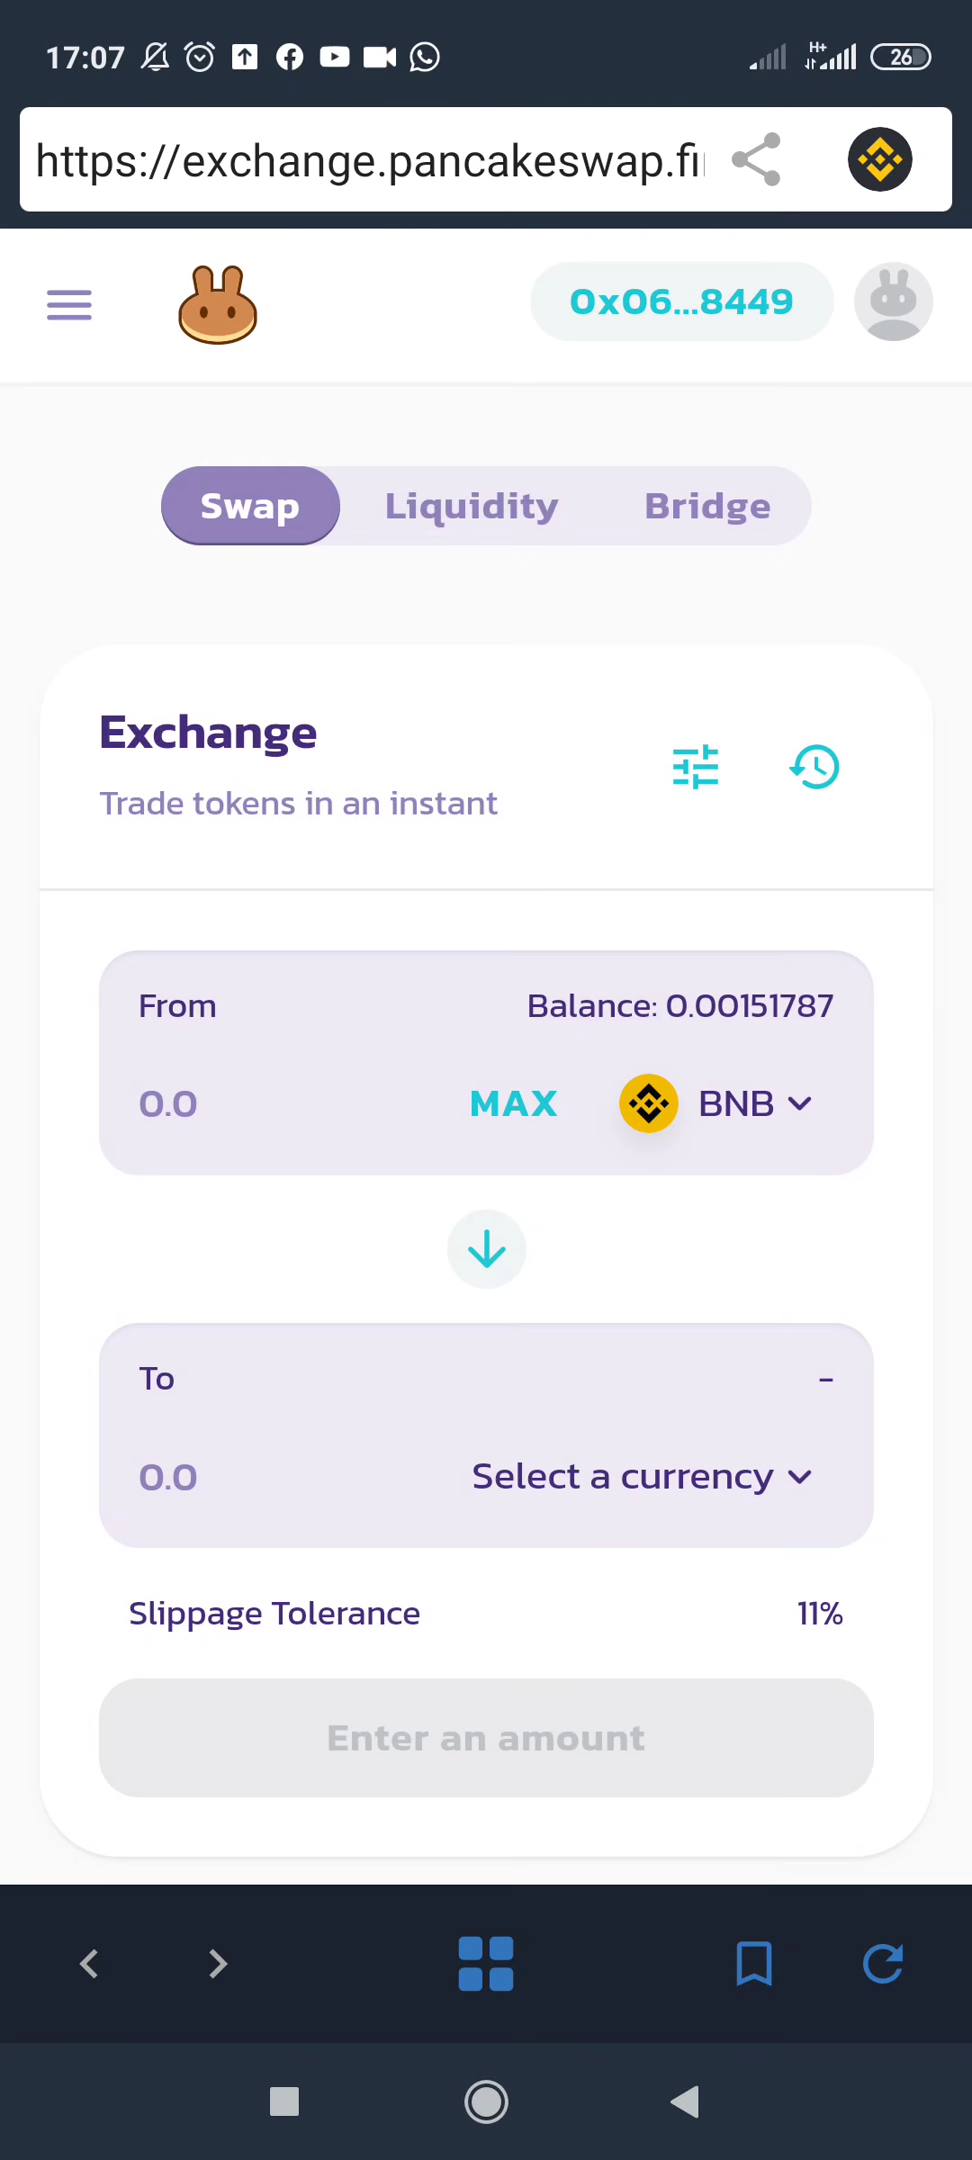 17:07
H+
26
https://exchange.pancakeswap.fi
0x06...8449
Swap
Liquidity
Bridge
Exchange
Trade tokens in an instant
From
Balance: 0.00151787
0.0
MAX
BNB
To
-
0.0
Select a currency
Slippage Tolerance
11%
Enter an amount